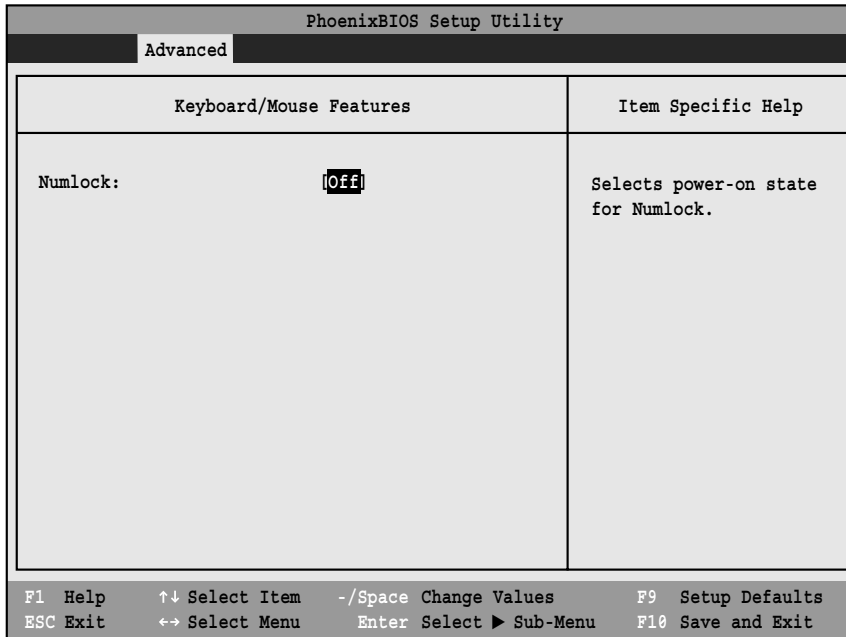 PhoenixBIOS Setup Utility
Advanced
Keyboard/Mouse Features
Item Specific Help
Numlock: [Off]
Selects power-on state
for Numlock.
F1 Help ↑↓ Select Item -/Space Change Values F9 Setup Defaults
ESC Exit ←→ Select Menu Enter Select ▶ Sub-Menu F10 Save and Exit